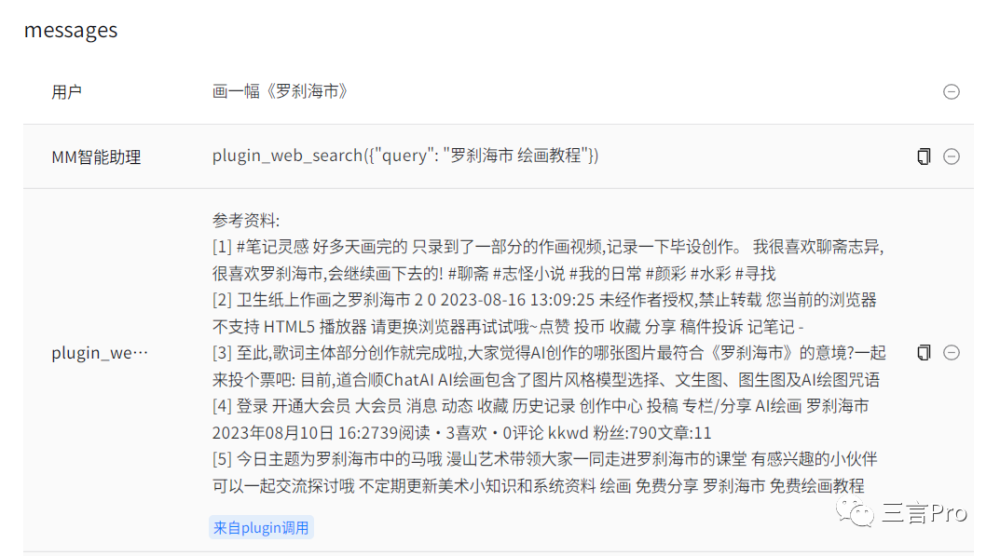 messages
用户
画一幅《罗刹海市》
MM智能助理
plugin_web_search({"query": "罗刹海市 绘画教程"})
plugin_we···
参考资料:
[1] #笔记灵感 好多天画完的 只录到了一部分的作画视频,记录一下毕设创作。 我很喜欢聊斋志异,
很喜欢罗刹海市,会继续画下去的! #聊斋 #志怪小说 #我的日常 #颜彩 #水彩 #寻找
[2] 卫生纸上作画之罗刹海市 2 0 2023-08-16 13:09:25 未经作者授权,禁止转载 您当前的浏览器
不支持 HTML5 播放器 请更换浏览器再试试哦~点赞 投币 收藏 分享 稿件投诉 记笔记 -
[3] 至此,歌词主体部分创作就完成啦,大家觉得AI创作的哪张图片最符合《罗刹海市》的意境?一起
来投个票吧: 目前,道合顺ChatAI AI绘画包含了图片风格模型选择、文生图、图生图及AI绘图咒语
[4] 登录 开通大会员 大会员 消息 动态 收藏 历史记录 创作中心 投稿 专栏/分享 AI绘画 罗刹海市
2023年08月10日 16:2739阅读・3喜欢・0评论 kkwd 粉丝:790文章:11
[5] 今日主题为罗刹海市中的马哦 漫山艺术带领大家一同走进罗刹海市的课堂 有感兴趣的小伙伴
可以一起交流探讨哦 不定期更新美术小知识和系统资料 绘画 免费分享 罗刹海市 免费绘画教程
来自plugin调用
三言Pro